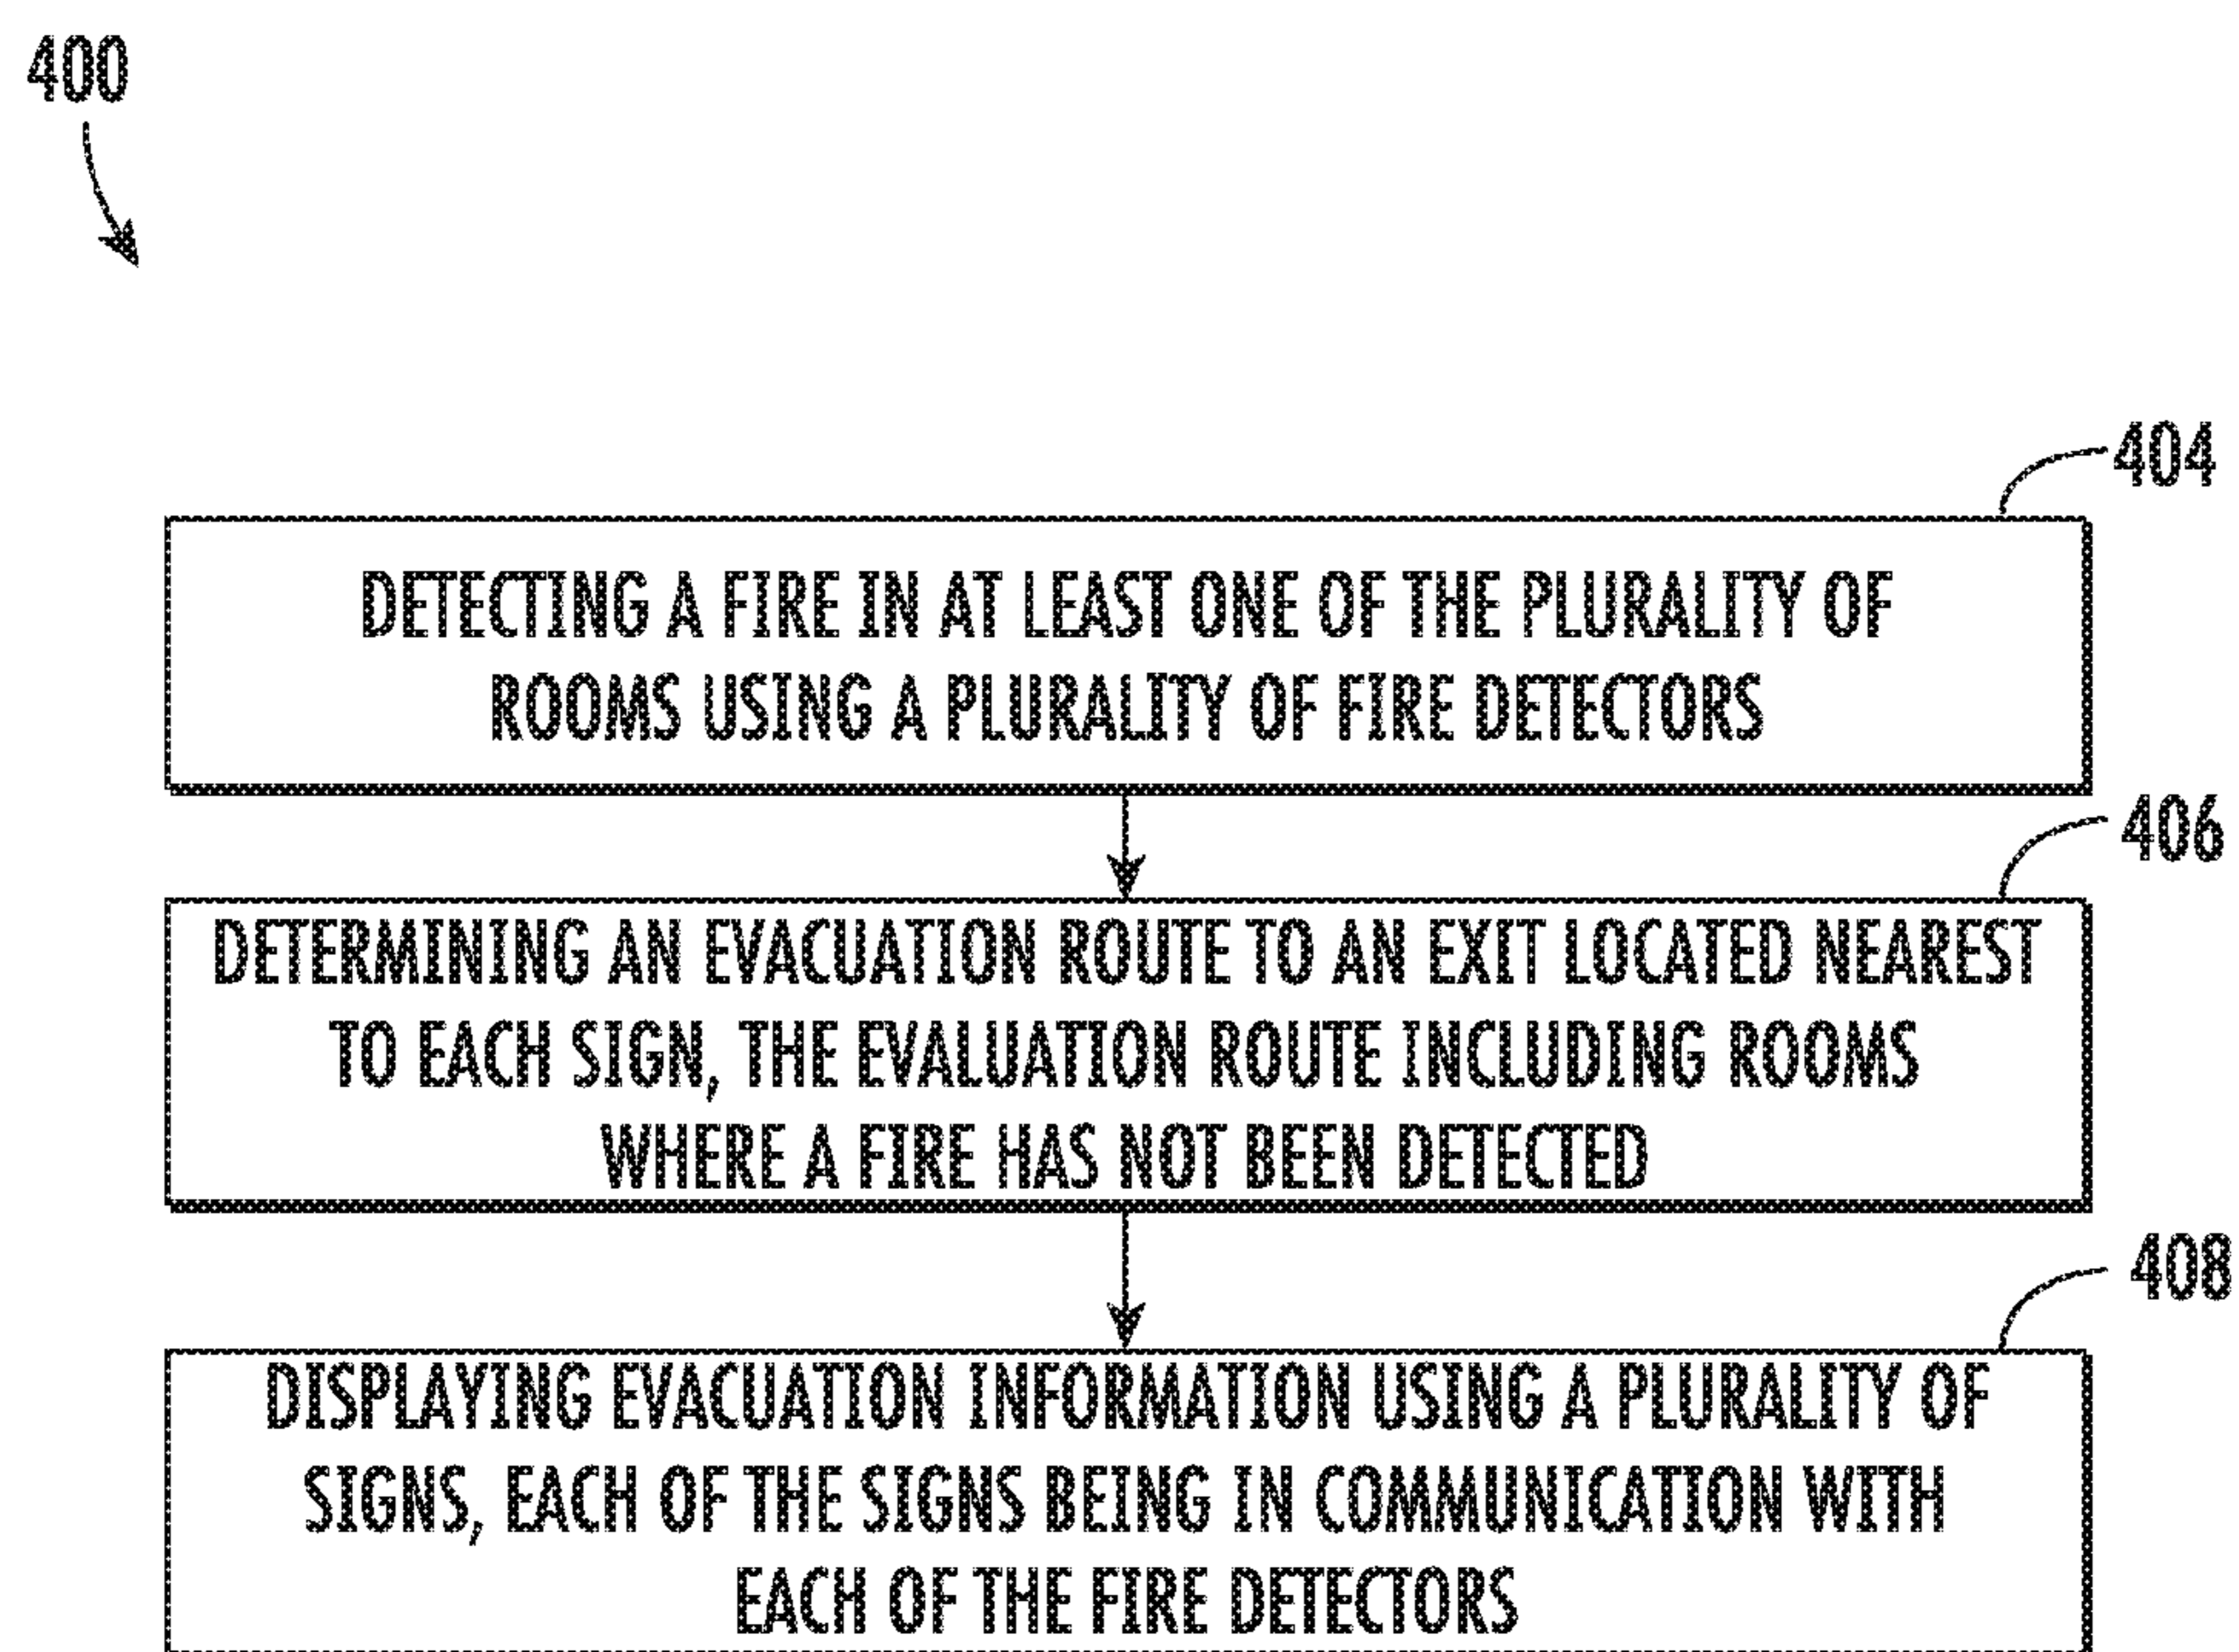 400
404
DETECTING A FIRE IN AT LEAST ONE OF THE PLURALITY OF
ROOMS USING A PLURALITY OF FIRE DETECTORS
406
DETERMINING AN EVACUATION ROUTE TO AN EXIT LOCATED NEAREST
TO EACH SIGN, THE EVALUATION ROUTE INCLUDING ROOMS
WHERE A FIRE HAS NOT BEEN DETECTED
408
DISPLAYING EVACUATION INFORMATION USING A PLURALITY OF
SIGNS, EACH OF THE SIGNS BEING IN COMMUNICATION WITH
EACH OF THE FIRE DETECTORS